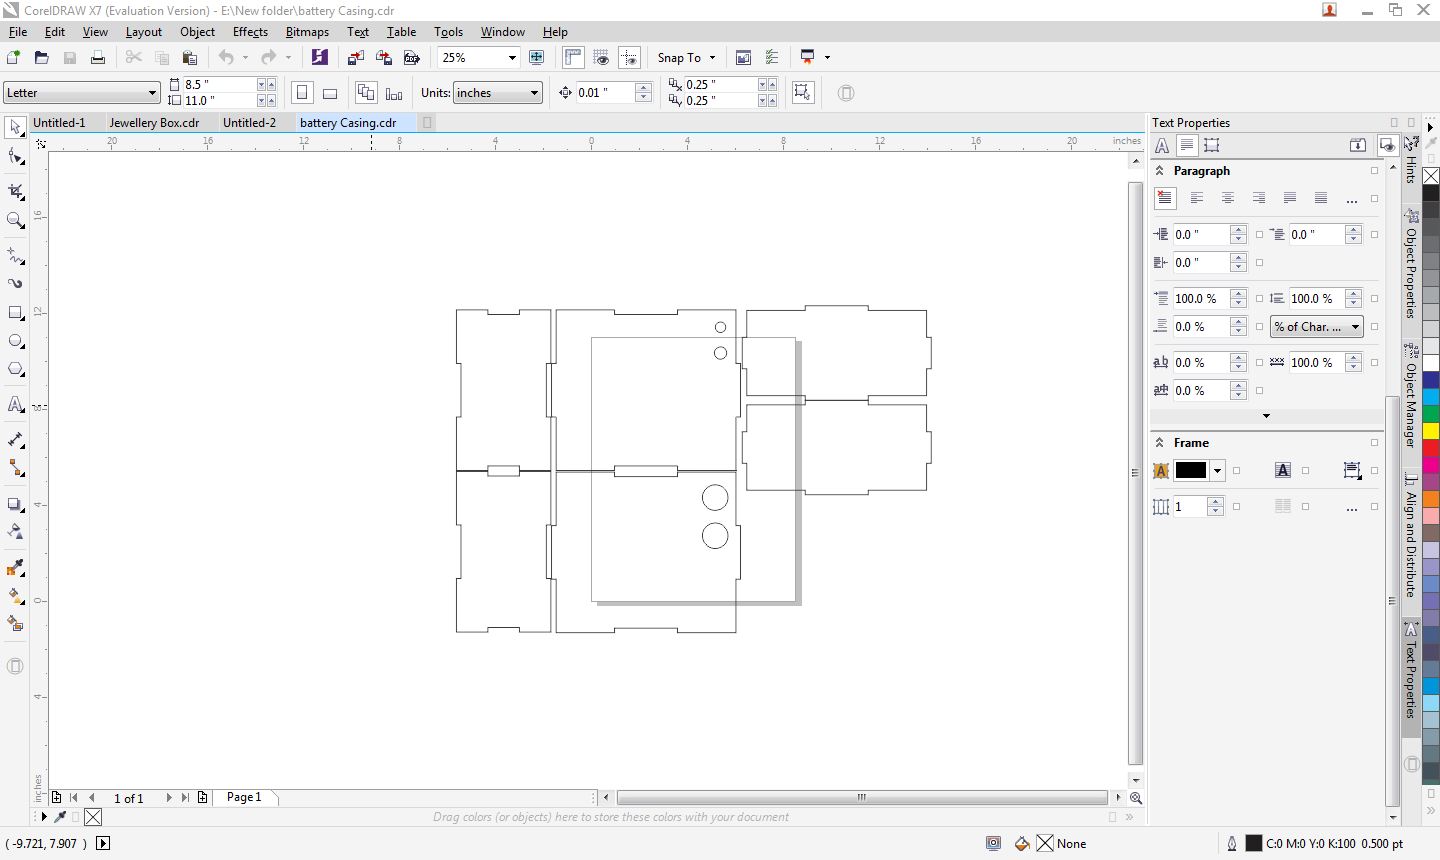 CorelDRAW X7 (Evaluation Version) - E:\New folder\battery Casing.cdr
File Edit View Layout Object Effects Bitmaps Text Table Tools Window Help
25% Snap To
Letter 8.5 " 11.0 " Units: inches 0.01 " 0.25 " 0.25 "
Untitled-1 Jewellery Box.cdr Untitled-2 battery Casing.cdr
16 20 12 8 4 0 4 8 12 16 20 inches
16
12
8
4
0
4
inches
Text Properties
Paragraph
0.0 " 0.0 "
0.0 "
100.0 % 100.0 %
0.0 % % of Char. ...
ab 0.0 % xxx 100.0 %
0.0 %
Frame
1
Hints
Object Properties
Object Manager
Align and Distribute
Text Properties
1 of 1 Page 1
Drag colors (or objects) here to store these colors with your document
( -9.721, 7.907 ) None C:0 M:0 Y:0 K:100 0.500 pt